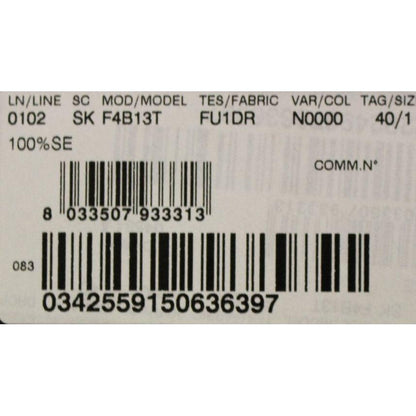 LN/LINE SC MOD/MODEL TES/FABRIC VAR/COL TAG/SIZ
0102 SK F4B13T FU1DR N0000 40/1
100%SE
COMM.N°
8 033507 933313
083
0342559150636397